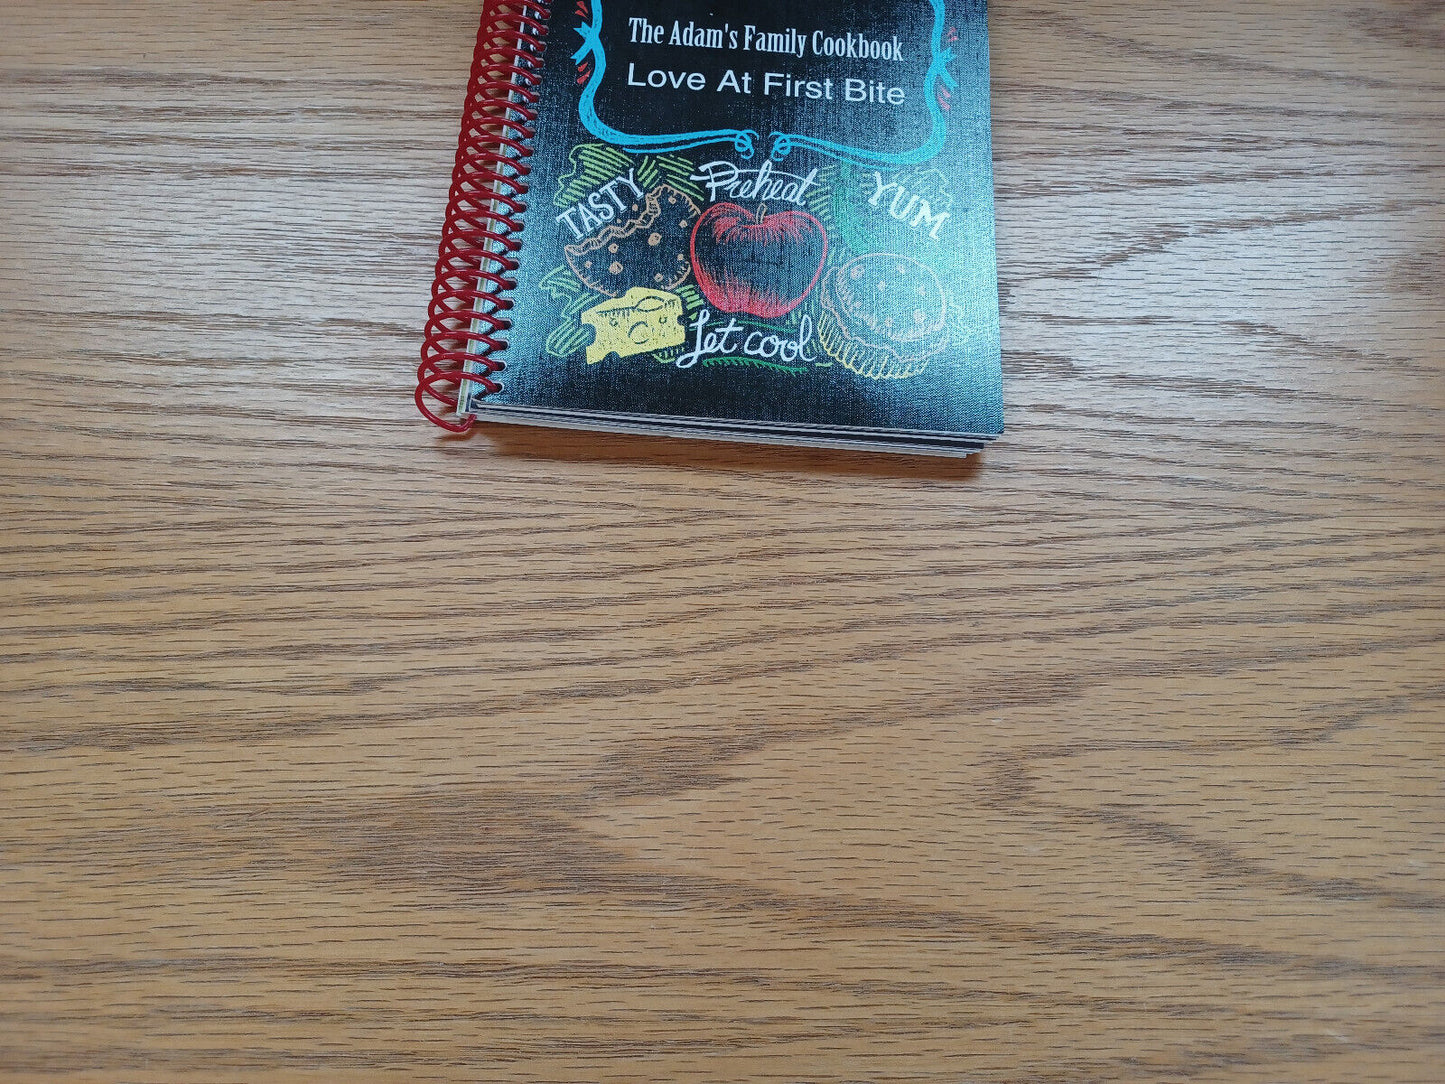 The Adam's Family Cookbook
Love At First Bite
TASTY
Preheat
YUM
Let cool